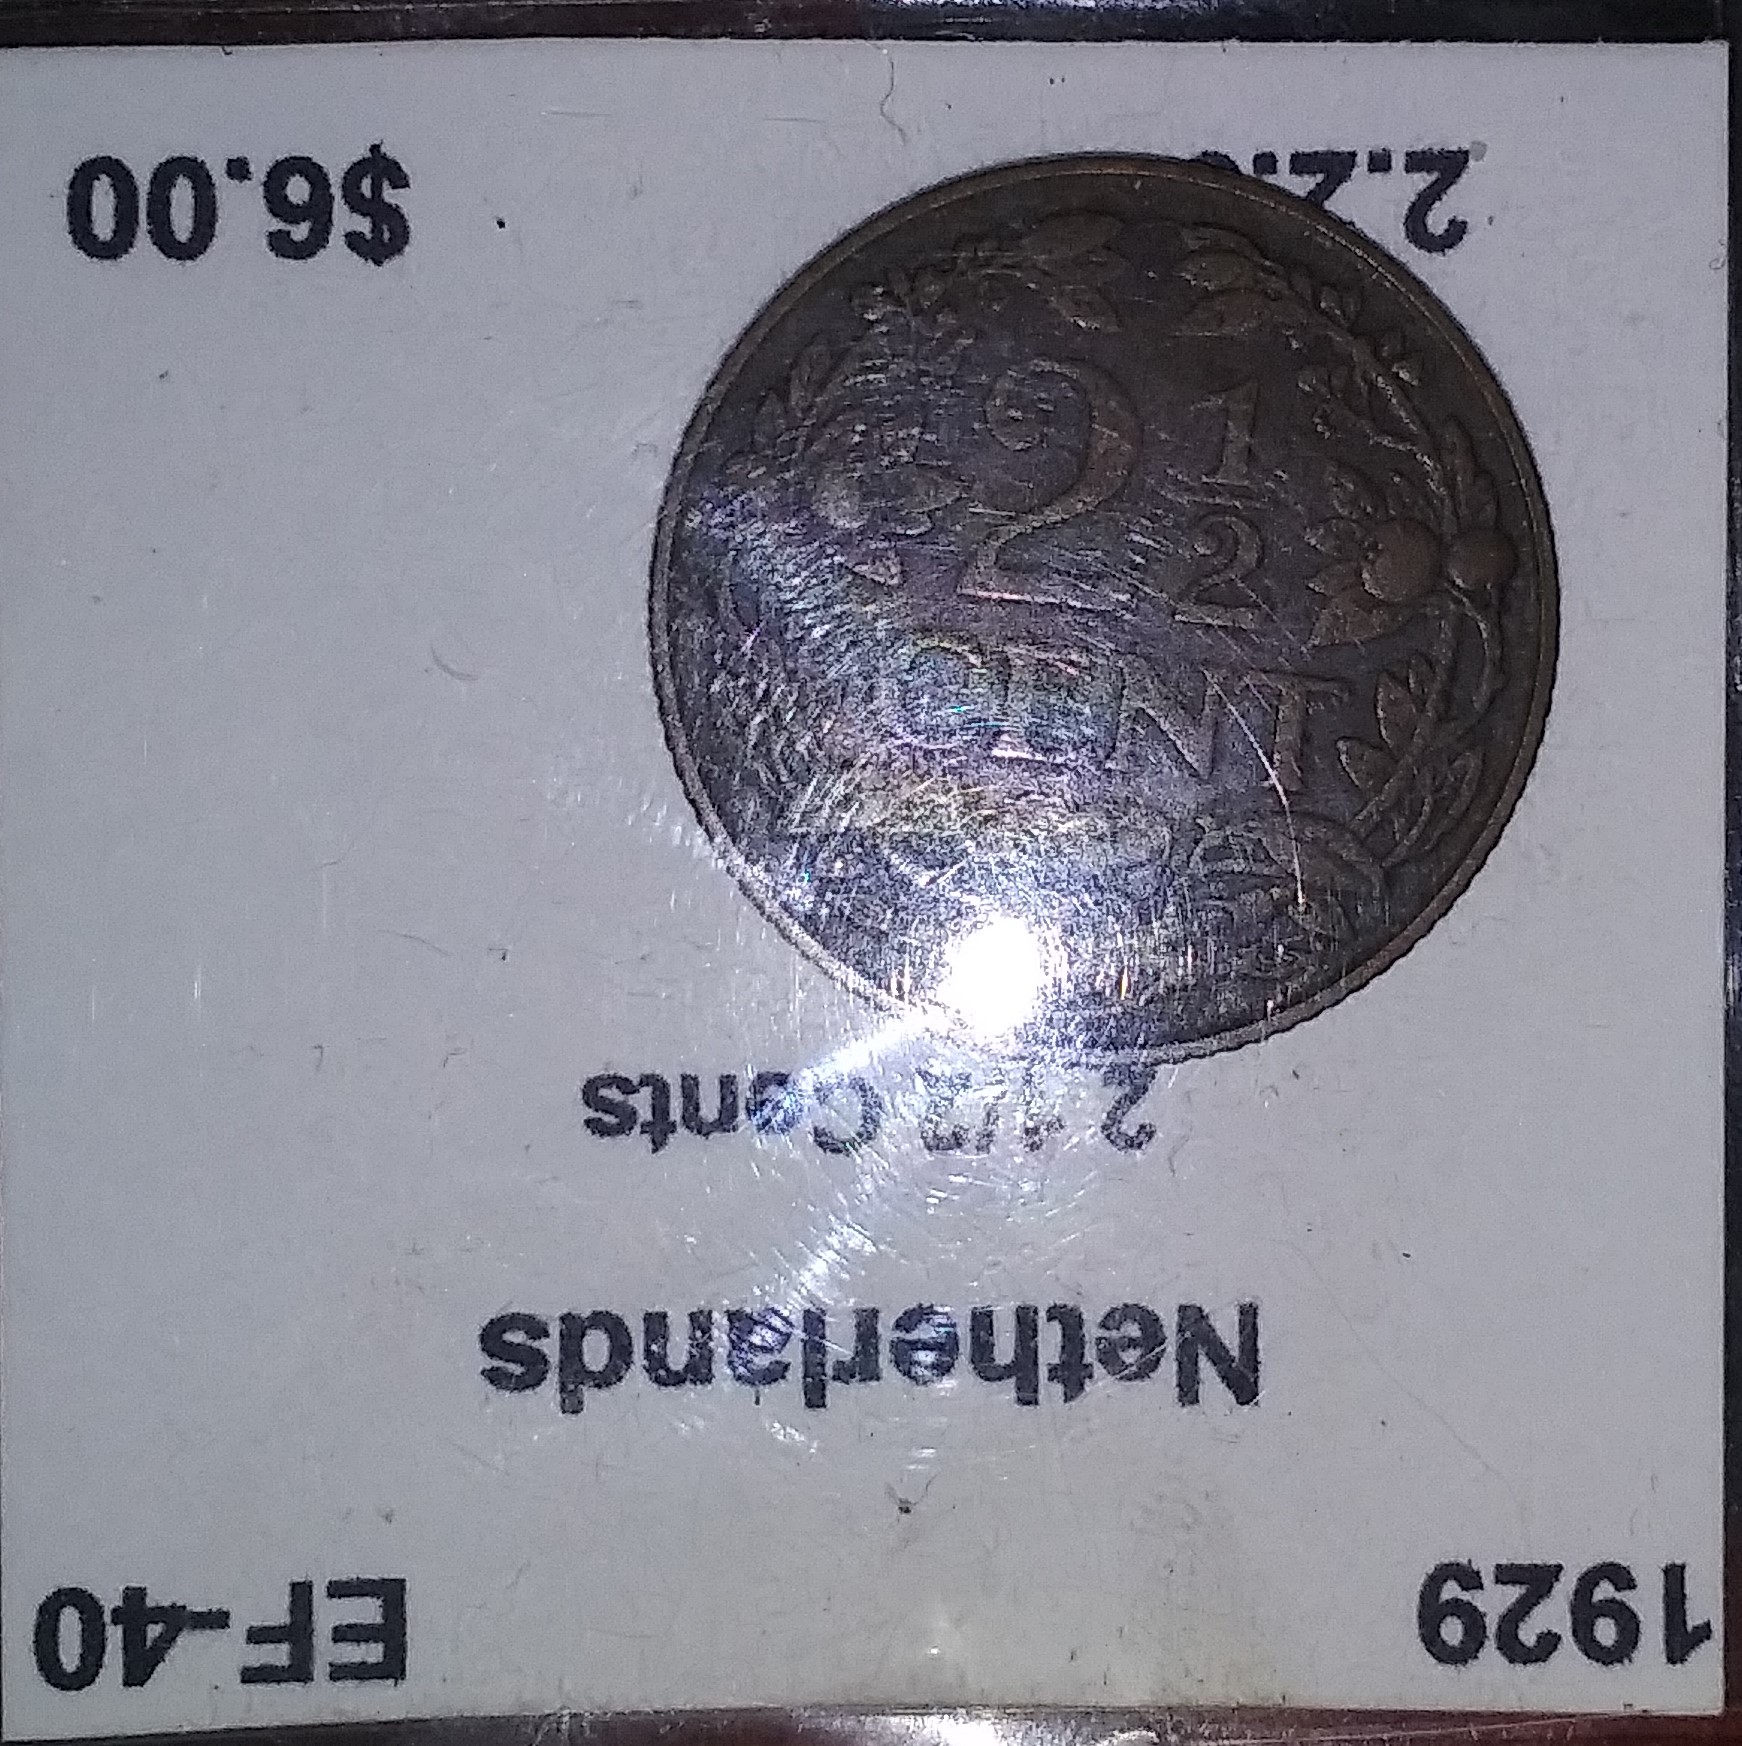 1929 EF-40
Netherlands
2 1/2 Cents
2.2. $6.00
2 1/2
CENT